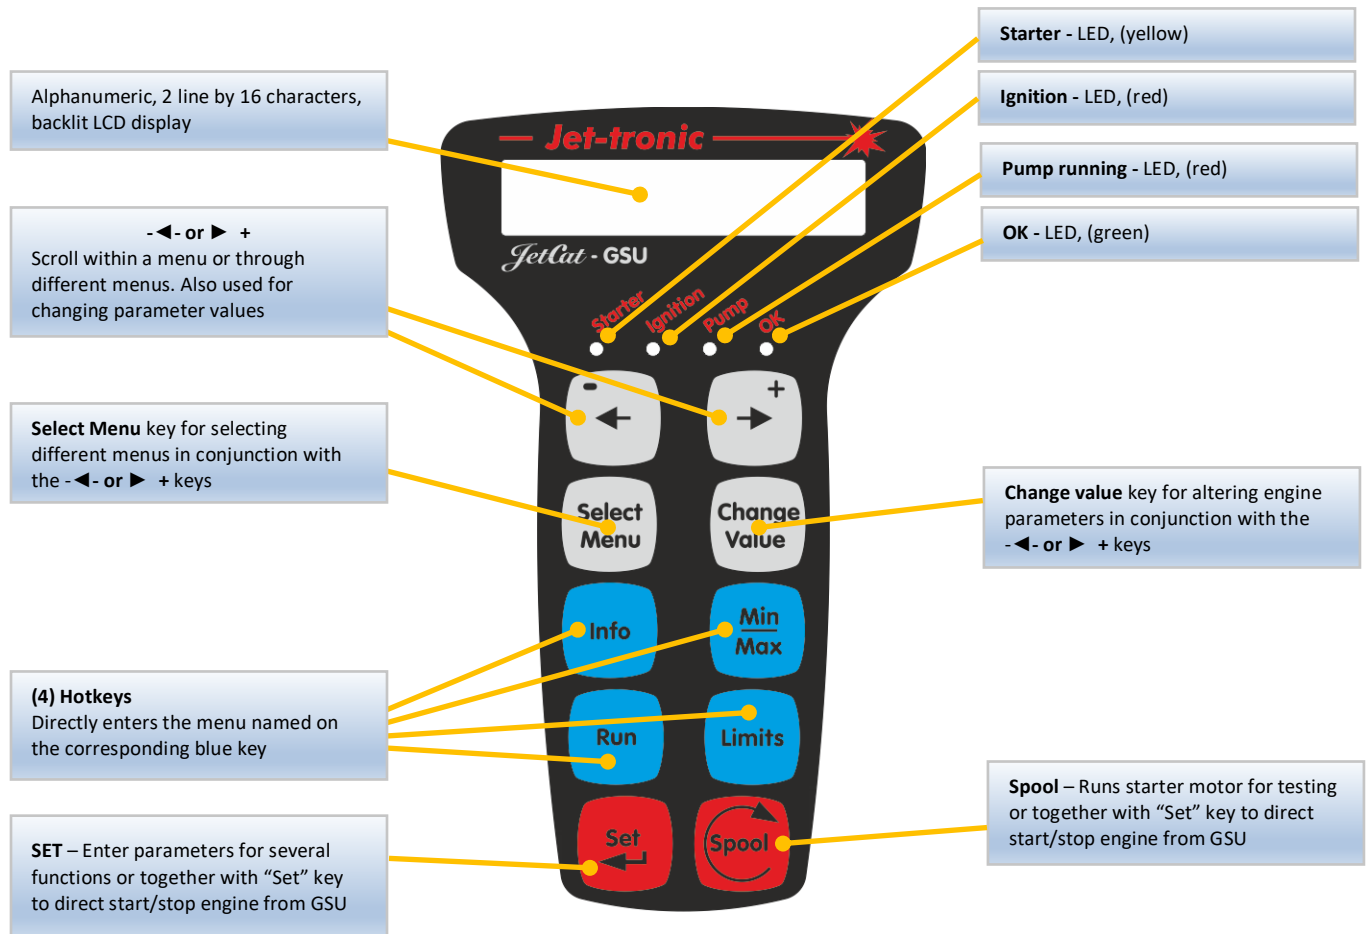 Starter - LED, (yellow)
Alphanumeric, 2 line by 16 characters,
backlit LCD display
Ignition - LED, (red)
Pump running - LED, (red)
OK - LED, (green)
Jet-tronic
JetCat - GSU
-◄- or ► +
Scroll within a menu or through
different menus. Also used for
changing parameter values
Starter Ignition Pump OK
- +
← →
Select Menu key for selecting
different menus in conjunction with
the -◄- or ► + keys
Select
Menu
Change
Value
Change value key for altering engine
parameters in conjunction with the
-◄- or ► + keys
Info
Min
Max
(4) Hotkeys
Directly enters the menu named on
the corresponding blue key
Run
Limits
Spool – Runs starter motor for testing
or together with “Set” key to direct
start/stop engine from GSU
SET – Enter parameters for several
functions or together with “Set” key
to direct start/stop engine from GSU
Set
Spool